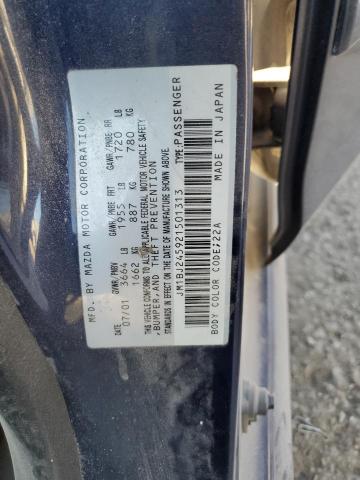 MFD. BY MAZDA MOTOR CORPORATION
DATE GVWR/PNBV GAWR/PNBE FRT GAWR/PNBE RR
07/01 3664 LB 1955 LB 1720 LB
1662 KG 887 KG 780 KG
THIS VEHICLE CONFORMS TO ALL APPLICABLE FEDERAL MOTOR VEHICLE SAFETY
,BUMPER,AND THEFT PREVENTION
STANDARDS IN EFFECT ON THE DATE OF MANUFACTURE SHOWN ABOVE.
JM1BJ245921501313 TYPE:PASSENGER
BODY COLOR CODE;22A MADE IN JAPAN